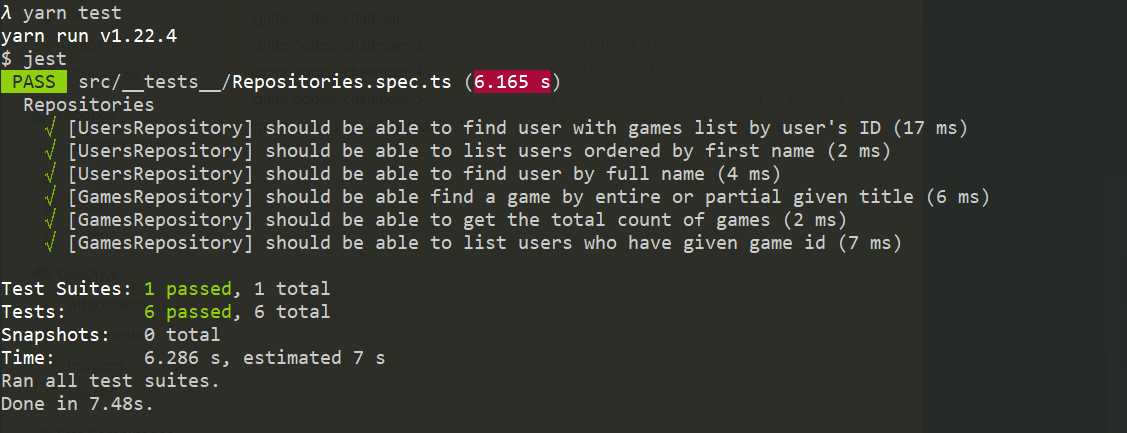 λ yarn test
yarn run v1.22.4
$ jest
PASS src/__tests__/Repositories.spec.ts (6.165 s)
Repositories
√ [UsersRepository] should be able to find user with games list by user's ID (17 ms)
√ [UsersRepository] should be able to list users ordered by first name (2 ms)
√ [UsersRepository] should be able to find user by full name (4 ms)
√ [GamesRepository] should be able find a game by entire or partial given title (6 ms)
√ [GamesRepository] should be able to get the total count of games (2 ms)
√ [GamesRepository] should be able to list users who have given game id (7 ms)
Test Suites: 1 passed, 1 total
Tests: 6 passed, 6 total
Snapshots: 0 total
Time: 6.286 s, estimated 7 s
Ran all test suites.
Done in 7.48s.